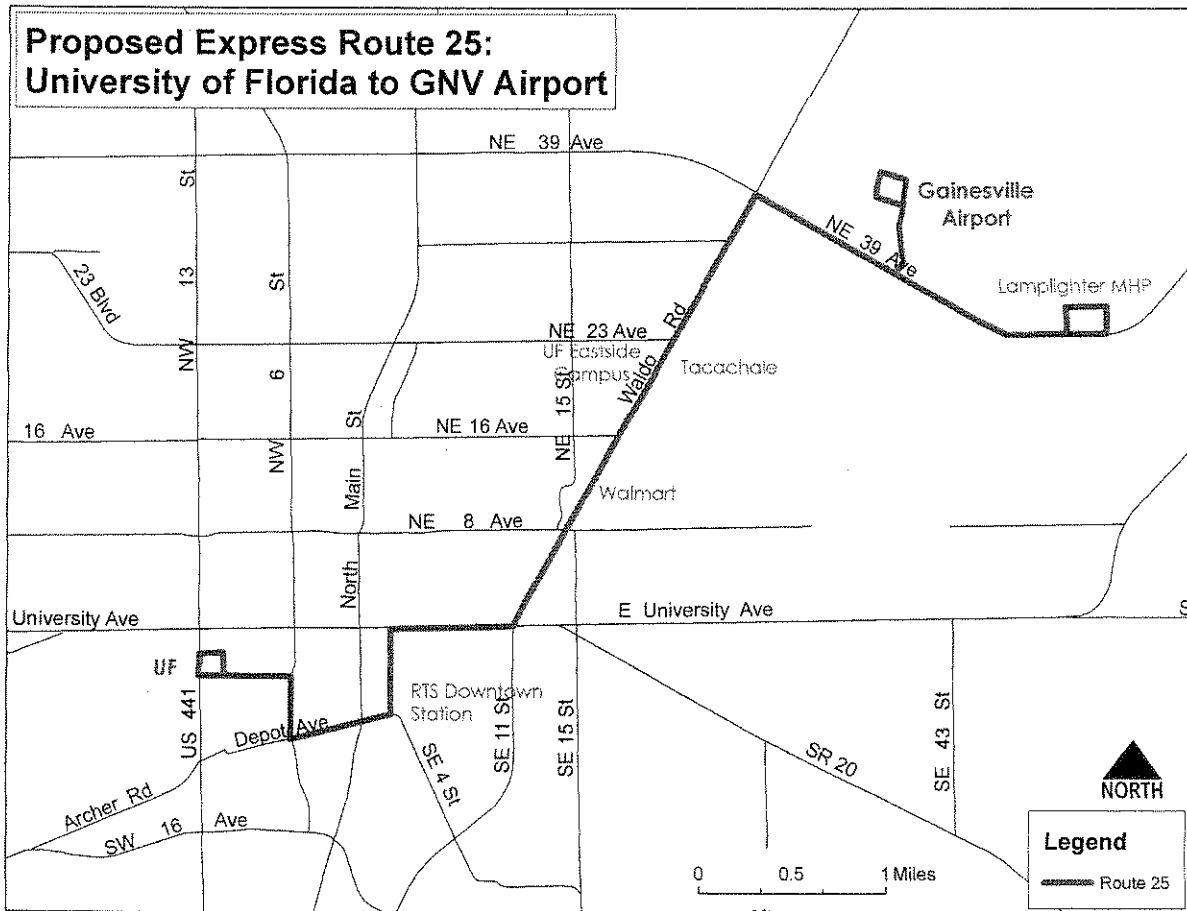 Proposed Express Route 25:
University of Florida to GNV Airport
NE 39 Ave
NW 13 St
23 Blvd
NW 6 St
North Main St
Gainesville
Airport
NE 39 Ave
Lamplighter MHP
NE 23 Ave
UF Eastside
Campus
NE 15 St
Waldo Rd
Tacachale
16 Ave
NE 16 Ave
Walmart
NE 8 Ave
University Ave
E University Ave
S
UF
US 441
RTS Downtown
Station
Depot Ave
SE 4 St
SE 11 St
SE 15 St
SR 20
SE 43 St
Archer Rd
SW 16 Ave
NORTH
0 0.5 1 Miles
Legend
Route 25